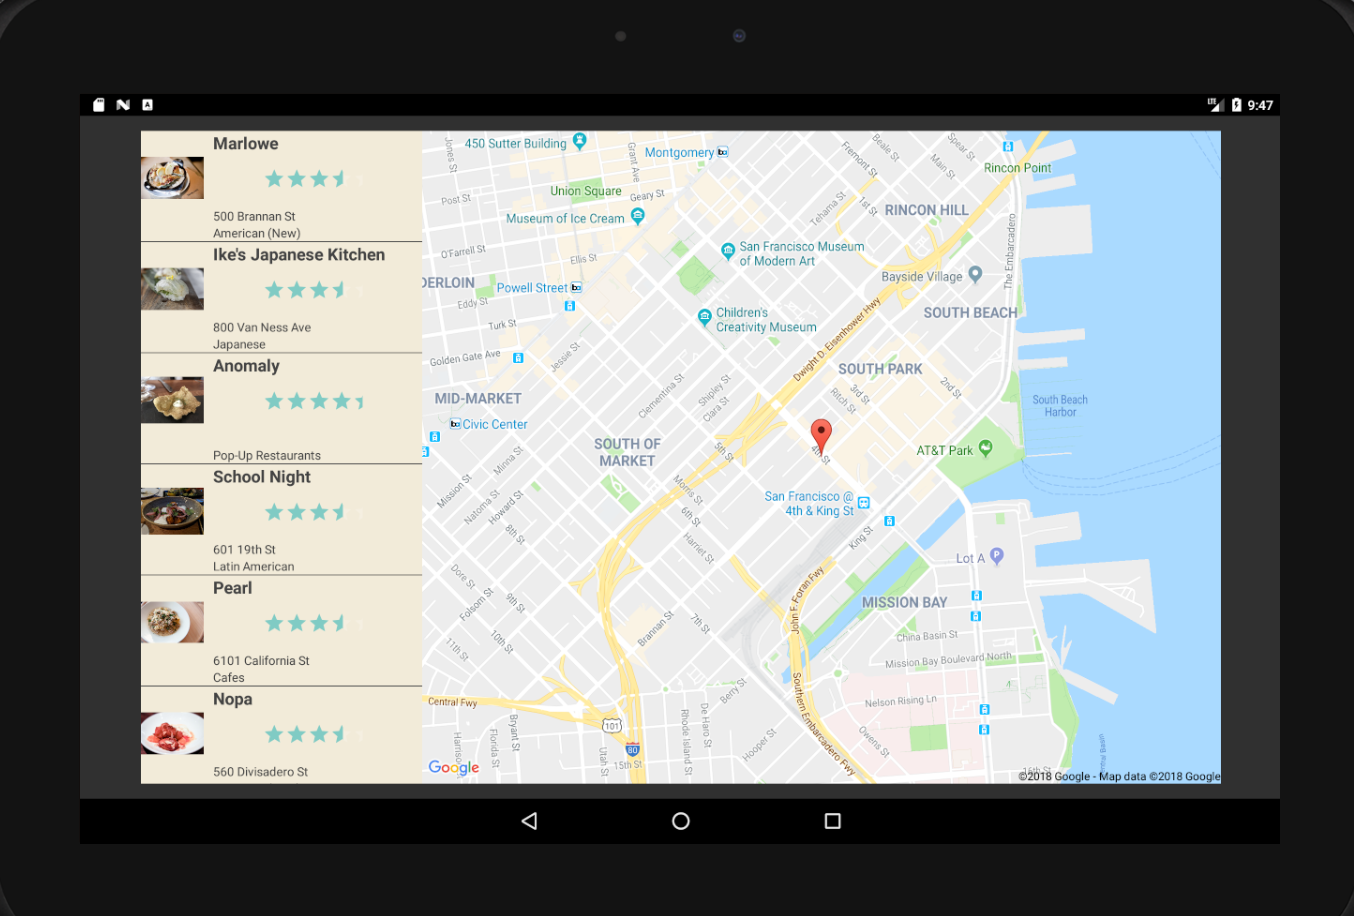 LTE 9:47
Marlowe
500 Brannan St
American (New)
Ike's Japanese Kitchen
800 Van Ness Ave
Japanese
Anomaly
Pop-Up Restaurants
School Night
601 19th St
Latin American
Pearl
6101 California St
Cafes
Nopa
560 Divisadero St
450 Sutter Building
Montgomery
Jones St
Grant Ave
Fremont St
Beale St
Main St
Spear St
Rincon Point
Post St
Union Square
Geary St
Museum of Ice Cream
Tehama St
1st St
RINCON HILL
The Embarcadero
O'Farrell St
Ellis St
San Francisco Museum
of Modern Art
Bayside Village
DERLOIN
Powell Street
Eddy St
Turk St
Children's
Creativity Museum
SOUTH BEACH
Dwight D. Eisenhower Hwy
Golden Gate Ave
Jessie St
SOUTH PARK
Clementina St
Shipley St
Clara St
3rd St
Ritch St
2nd St
MID-MARKET
South Beach
Harbor
Civic Center
SOUTH OF
MARKET
5th St
4th St
AT&T Park
Minna St
Mission St
Natoma St
Howard St
Morris St
6th St
San Francisco @
4th & King St
8th St
Harriet St
King St
Lot A
Dore St
Folsom St
9th St
John F. Foran Fwy
MISSION BAY
10th St
11th St
Brannan St
7th St
China Basin St
Mission Bay Boulevard North
Berry St
Nelson Rising Ln
4
Central Fwy
101
80
Bryant St
Harrison
Florida St
Utah St
15th St
Rhode Island St
De Haro St
Hooper St
Southern Embarcadero Fwy
Owens St
16th St
ntral Basin
Google
©2018 Google - Map data ©2018 Google